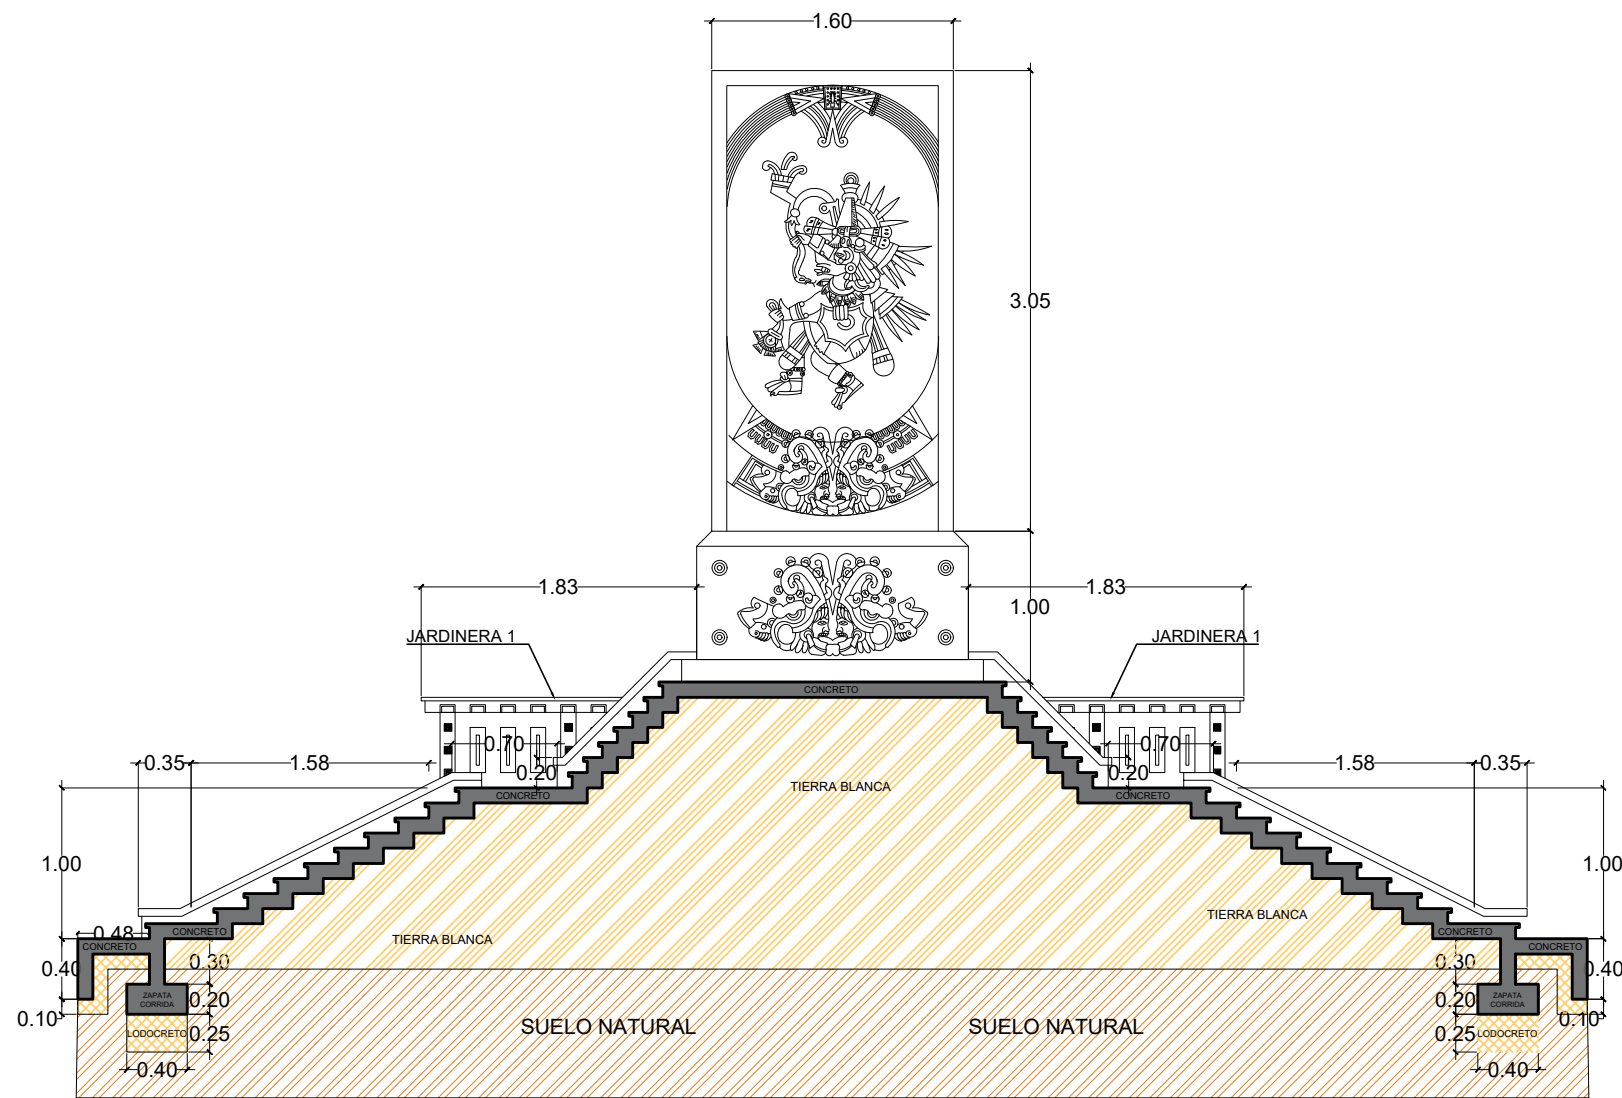 1.60
3.05
1.83
1.83
1.00
JARDINERA 1
JARDINERA 1
CONCRETO
0.70
0.70
0.35
1.58
1.58
0.35
0.20
0.20
TIERRA BLANCA
CONCRETO
CONCRETO
1.00
1.00
TIERRA BLANCA
0.48
CONCRETO
CONCRETO
TIERRA BLANCA
CONCRETO
CONCRETO
0.40
0.30
0.30
0.40
ZAPATA
CORRIDA
0.20
0.20
ZAPATA
CORRIDA
0.10
SUELO NATURAL
SUELO NATURAL
0.10
LODOCRETO
0.25
0.25
LODOCRETO
0.40
0.40